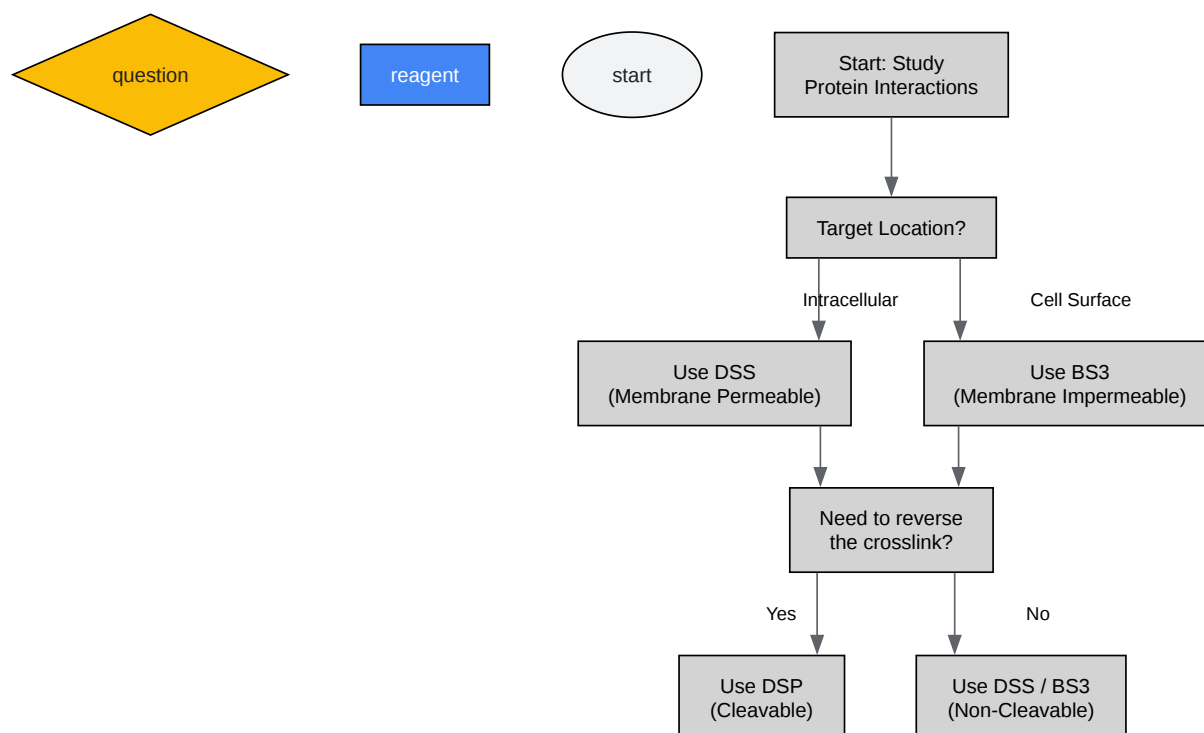 question
reagent
start
Start: Study
Protein Interactions
Target Location?
Intracellular
Cell Surface
Use DSS
(Membrane Permeable)
Use BS3
(Membrane Impermeable)
Need to reverse
the crosslink?
Yes
No
Use DSP
(Cleavable)
Use DSS / BS3
(Non-Cleavable)